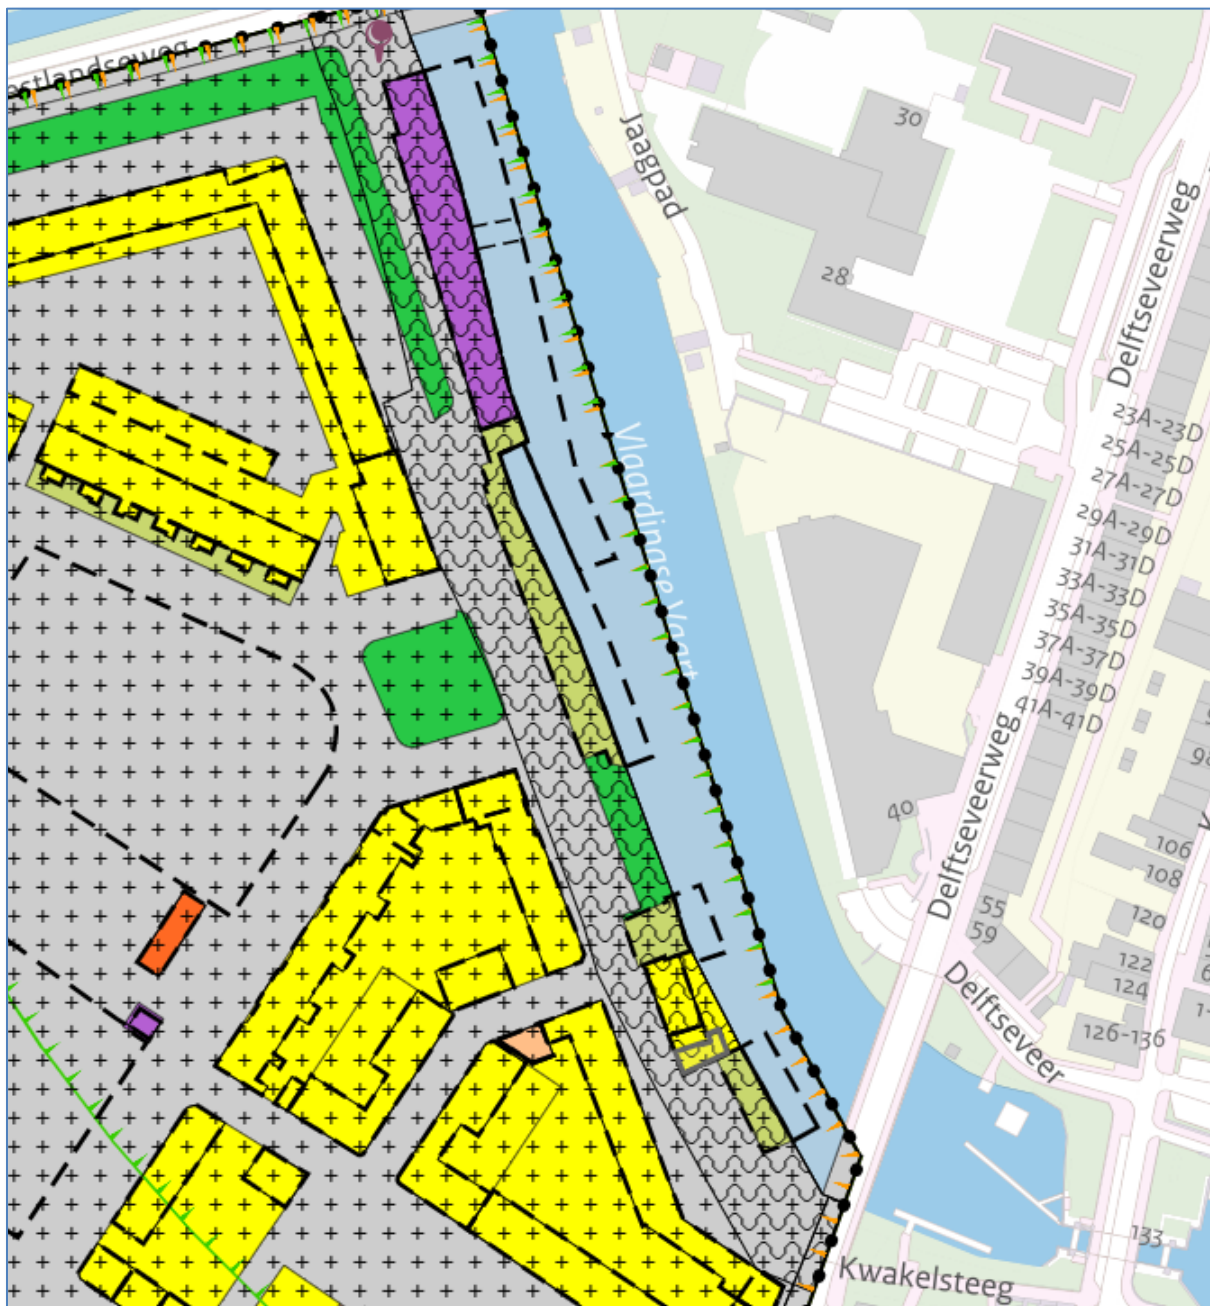 30
Jaagpad
28
Delftseveerweg
23A-23D
25A-25D
27A-27D
29A-29D
31A-31D
33A-33D
35A-35D
37A-37D
39A-39D
41A-41D
Vlaardingse Vaart
Delftseveerweg
40
106
108
55
59
120
122
124
126-136
Delftseveer
133
Kwakelsteeg